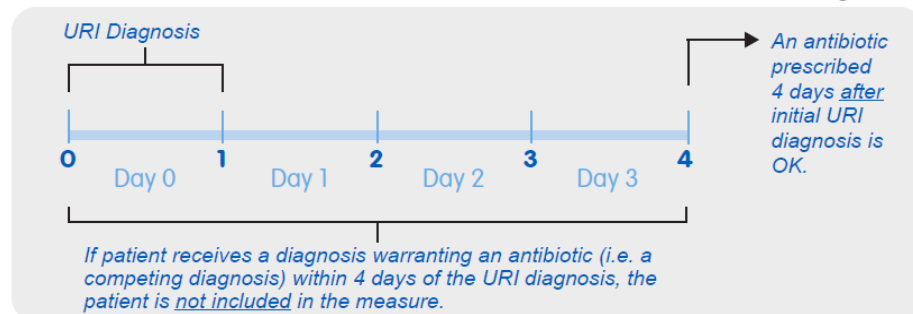 URI Diagnosis
An antibiotic
prescribed
4 days after
initial URI
diagnosis is
OK.
0 1 2 3 4
Day 0 Day 1 Day 2 Day 3
If patient receives a diagnosis warranting an antibiotic (i.e. a
competing diagnosis) within 4 days of the URI diagnosis, the
patient is not included in the measure.